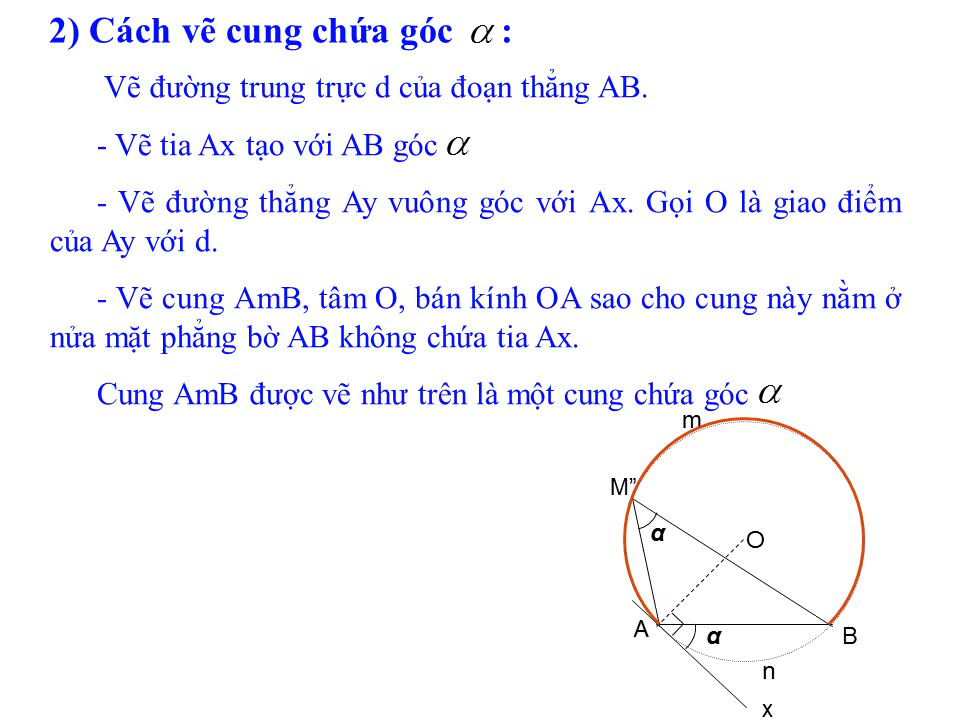 2) Cách vẽ cung chứa góc α :
Vẽ đường trung trực d của đoạn thẳng AB.
- Vẽ tia Ax tạo với AB góc α
- Vẽ đường thẳng Ay vuông góc với Ax. Gọi O là giao điểm
của Ay với d.
- Vẽ cung AmB, tâm O, bán kính OA sao cho cung này nằm ở
nửa mặt phẳng bờ AB không chứa tia Ax.
Cung AmB được vẽ như trên là một cung chứa góc α
m
M”
α
O
A
α
B
n
x